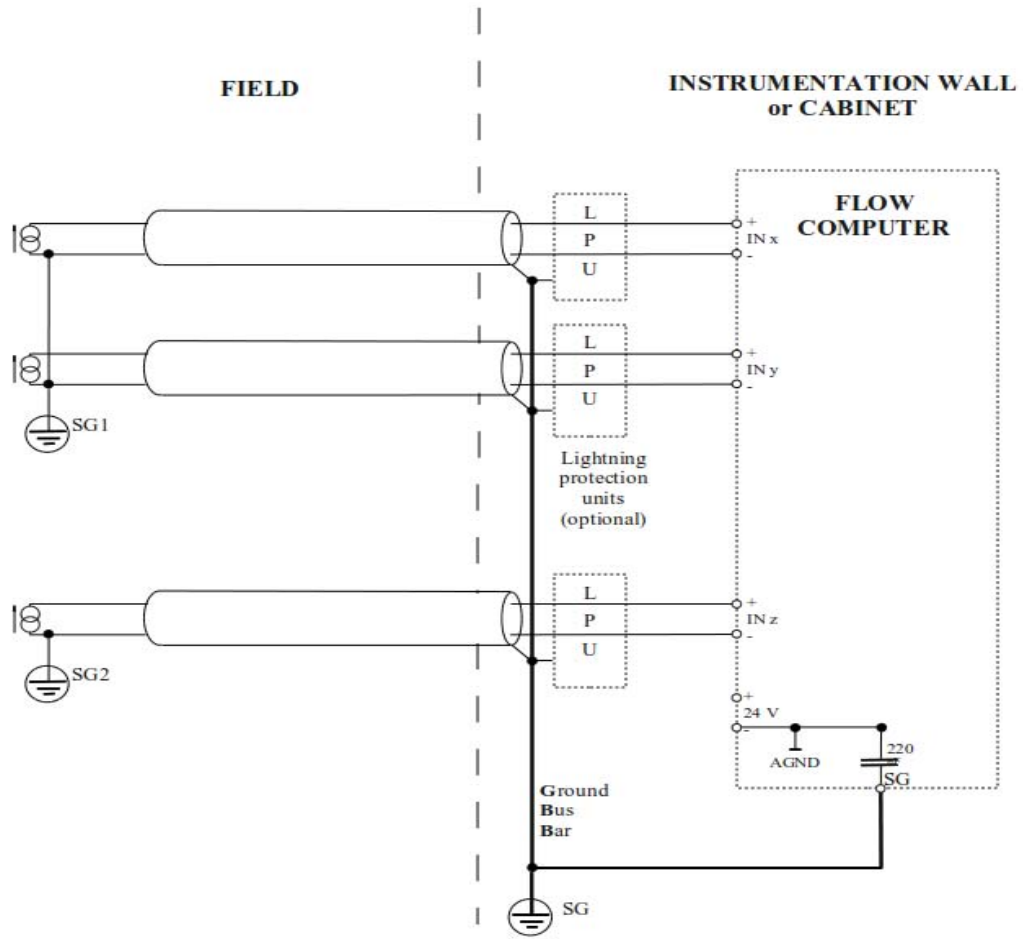 FIELD
INSTRUMENTATION WALL
or CABINET
FLOW
COMPUTER
L
P
U
+
IN x
-
L
P
U
+
IN y
-
SG1
Lightning
protection
units
(optional)
L
P
U
+
IN z
-
SG2
+
24 V
-
AGND
220
SG
Ground
Bus
Bar
SG